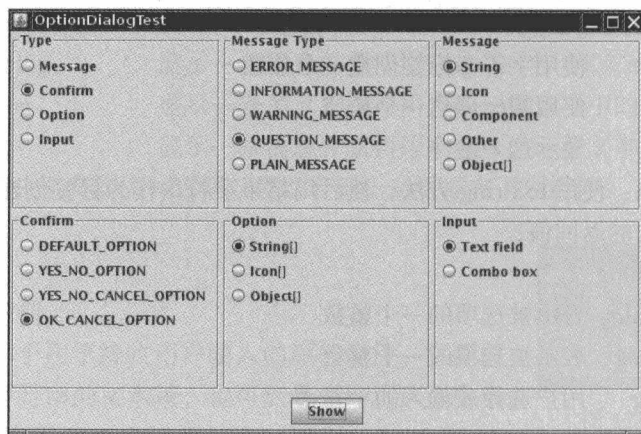 OptionDialogTest
Type
Message
Confirm
Option
Input
Message Type
ERROR_MESSAGE
INFORMATION_MESSAGE
WARNING_MESSAGE
QUESTION_MESSAGE
PLAIN_MESSAGE
Message
String
Icon
Component
Other
Object[]
Confirm
DEFAULT_OPTION
YES_NO_OPTION
YES_NO_CANCEL_OPTION
OK_CANCEL_OPTION
Option
String[]
Icon[]
Object[]
Input
Text field
Combo box
Show